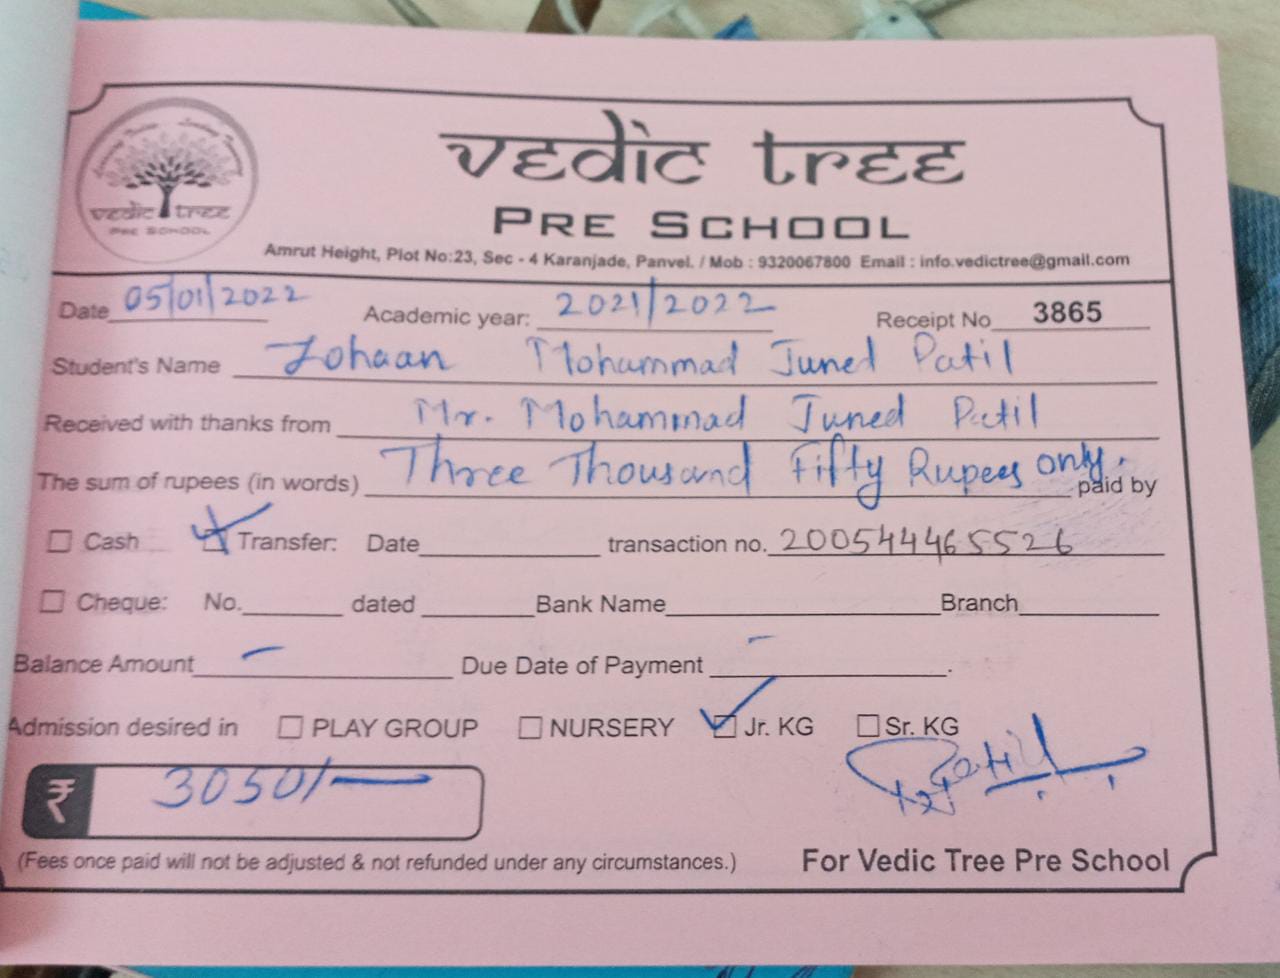 vedic tree
PRE SCHOOL
vedic tree
PRE SCHOOL
Amrut Height, Plot No:23, Sec - 4 Karanjade, Panvel. / Mob : 9320067800 Email : info.vedictree@gmail.com
Date 05/01/2022 Academic year: 2021/2022 Receipt No 3865
Student's Name Zohaan Mohammad Juned Patil
Received with thanks from Mr. Mohammad Juned Patil
The sum of rupees (in words) Three Thousand Fifty Rupees only. paid by
Cash Transfer: Date transaction no. 200544465526
Cheque: No. dated Bank Name Branch
Balance Amount — Due Date of Payment — .
Admission desired in PLAY GROUP NURSERY Jr. KG Sr. KG
₹ 3050/—
(Fees once paid will not be adjusted & not refunded under any circumstances.) For Vedic Tree Pre School